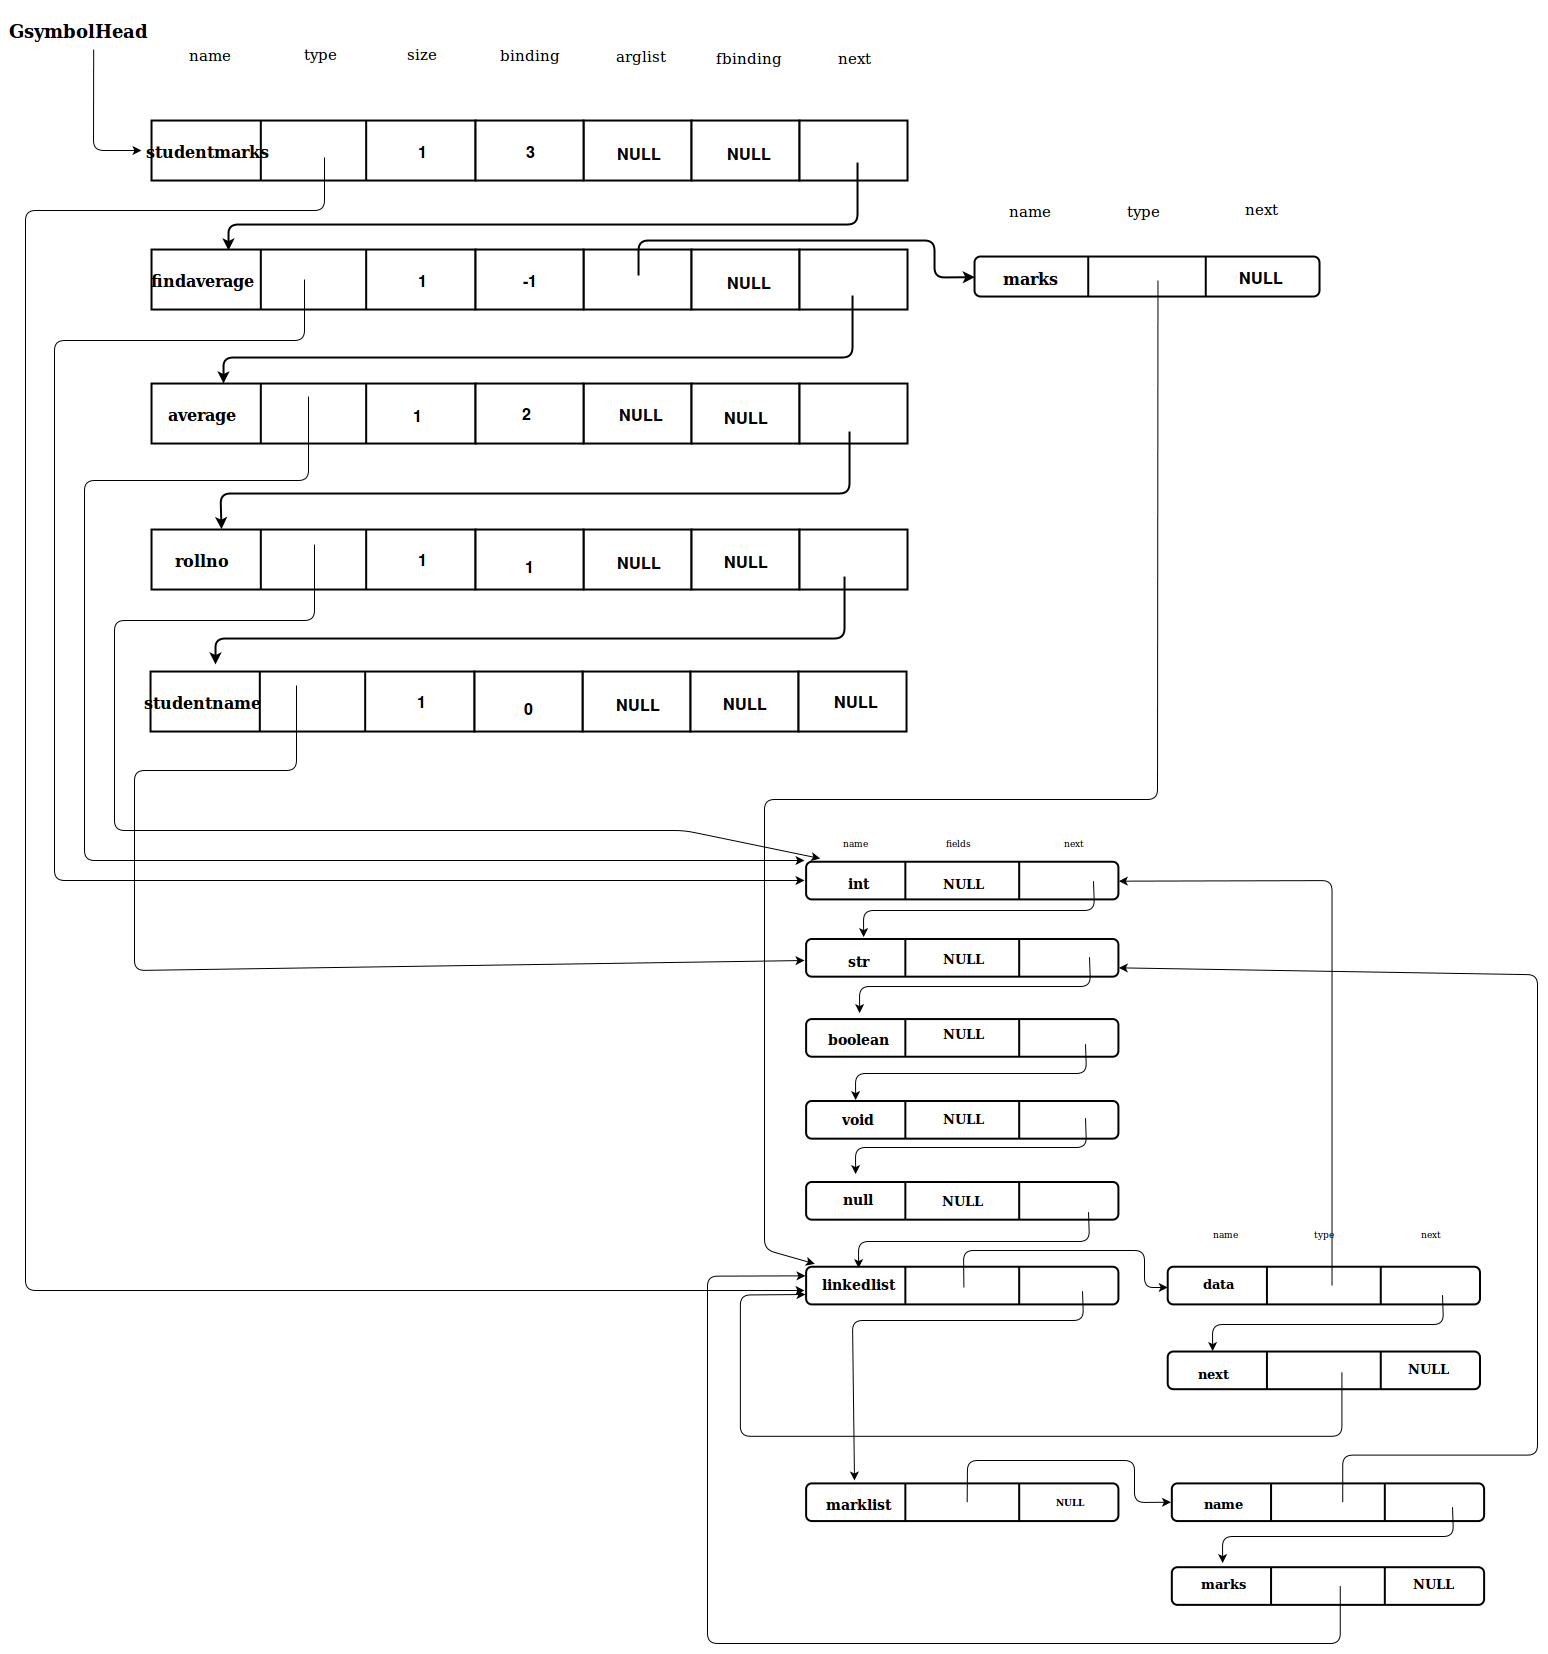 GsymbolHead
name type size binding arglist fbinding next
studentmarks 1 3 NULL NULL
name type next
findaverage 1 -1 NULL
marks NULL
average 1 2 NULL NULL
rollno 1 1 NULL NULL
studentname 1 0 NULL NULL NULL
name fields next
int NULL
str NULL
boolean NULL
void NULL
null NULL
name type next
linkedlist
data
next NULL
marklist NULL
name
marks NULL